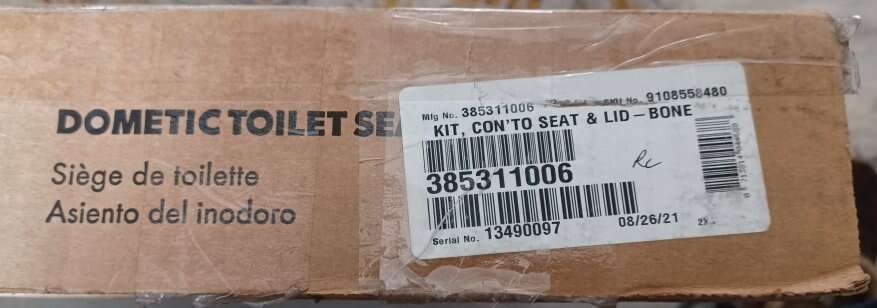 DOMETIC TOILET SEA
Siège de toilette
Asiento del inodoro
Mfg No. 385311006
SKU No. 9108558480
KIT, CON'TO SEAT & LID – BONE
385311006
Serial No. 13490097
08/26/21